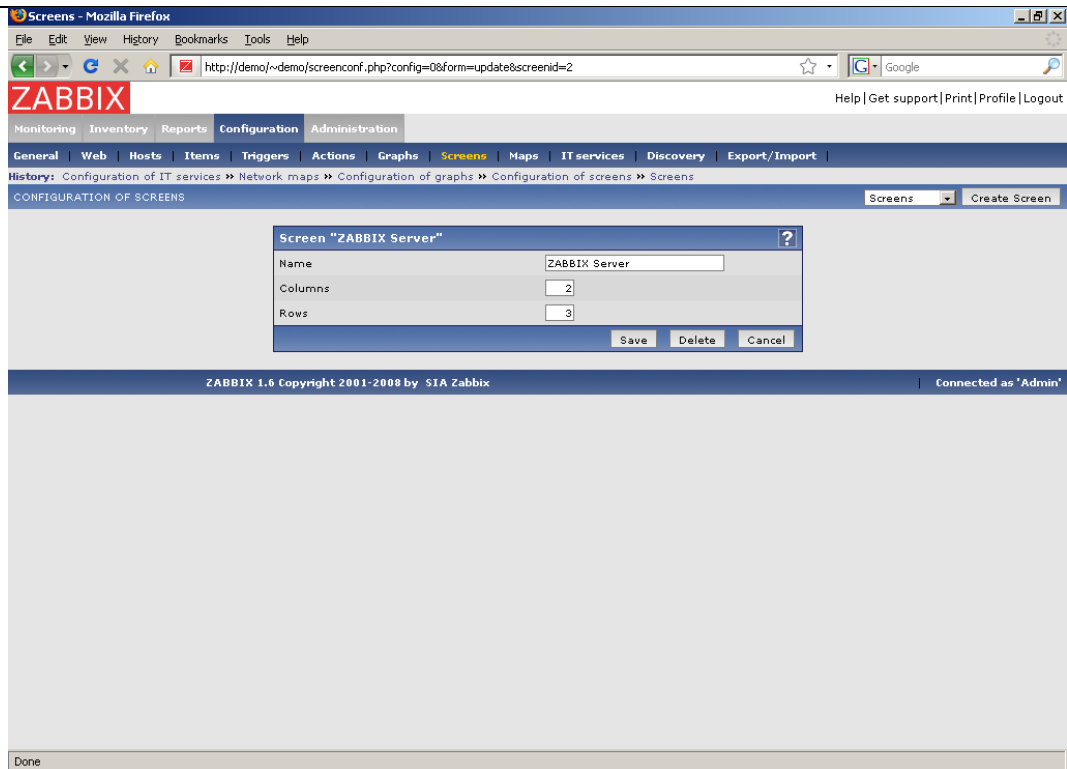 Screens - Mozilla Firefox
File Edit View History Bookmarks Tools Help
http://demo/~demo/screenconf.php?config=0&form=update&screenid=2
G Google
ZABBIX
Help | Get support | Print | Profile | Logout
Monitoring Inventory Reports Configuration Administration
General | Web | Hosts | Items | Triggers | Actions | Graphs | Screens | Maps | IT services | Discovery | Export/Import |
History: Configuration of IT services » Network maps » Configuration of graphs » Configuration of screens » Screens
CONFIGURATION OF SCREENS
Screens Create Screen
Screen "ZABBIX Server" ?
Name ZABBIX Server
Columns 2
Rows 3
Save Delete Cancel
ZABBIX 1.6 Copyright 2001-2008 by SIA Zabbix | Connected as 'Admin'
Done